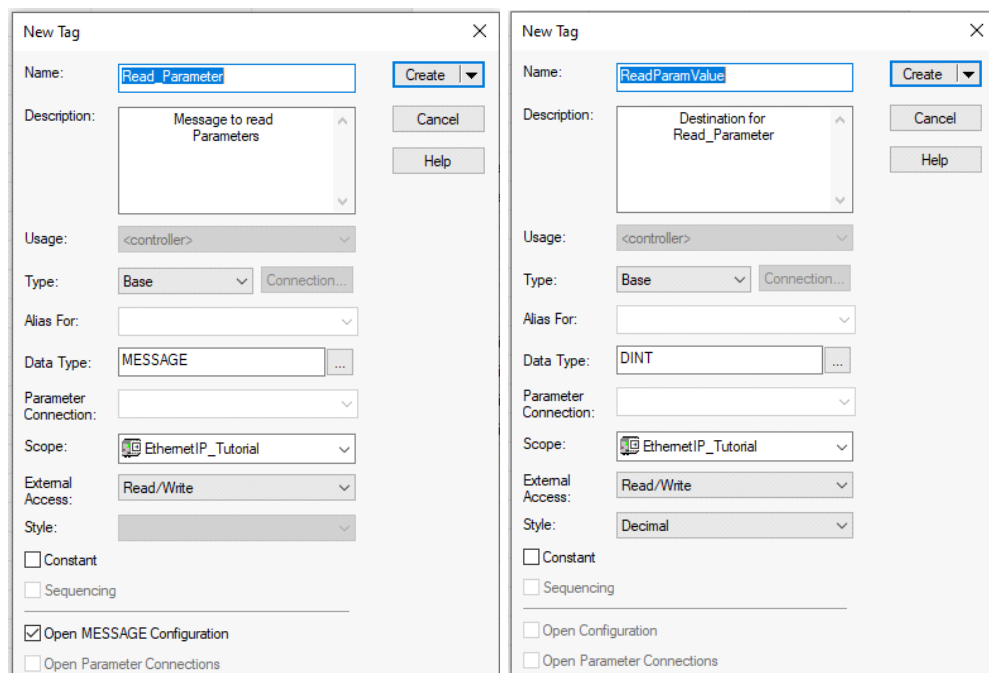 New Tag
Name:
Read_Parameter
Create
Description:
Message to read
Parameters
Cancel
Help
Usage:
<controller>
Type:
Base
Connection...
Alias For:
Data Type:
MESSAGE
...
Parameter
Connection:
Scope:
EthernetIP_Tutorial
External
Access:
Read/Write
Style:
Constant
Sequencing
Open MESSAGE Configuration
Open Parameter Connections
New Tag
Name:
ReadParamValue
Create
Description:
Destination for
Read_Parameter
Cancel
Help
Usage:
<controller>
Type:
Base
Connection...
Alias For:
Data Type:
DINT
...
Parameter
Connection:
Scope:
EthernetIP_Tutorial
External
Access:
Read/Write
Style:
Decimal
Constant
Sequencing
Open Configuration
Open Parameter Connections